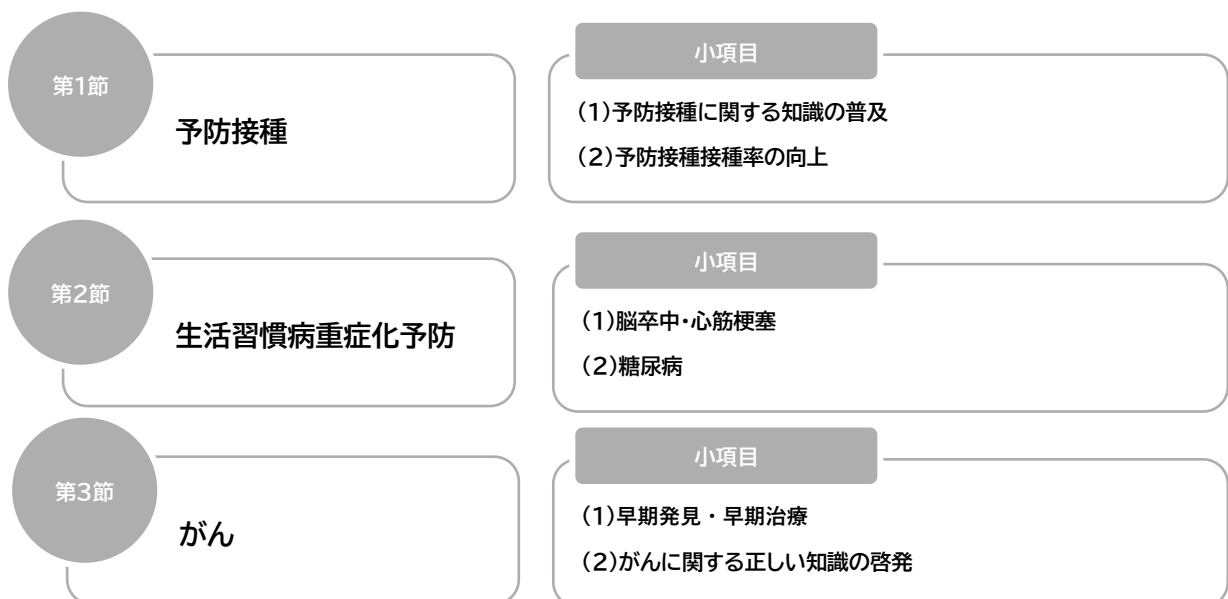 第1節
予防接種
小項目
（1）予防接種に関する知識の普及
（2）予防接種接種率の向上
第2節
生活習慣病重症化予防
小項目
（1）脳卒中・心筋梗塞
（2）糖尿病
第3節
がん
小項目
（1）早期発見・早期治療
（2）がんに関する正しい知識の啓発